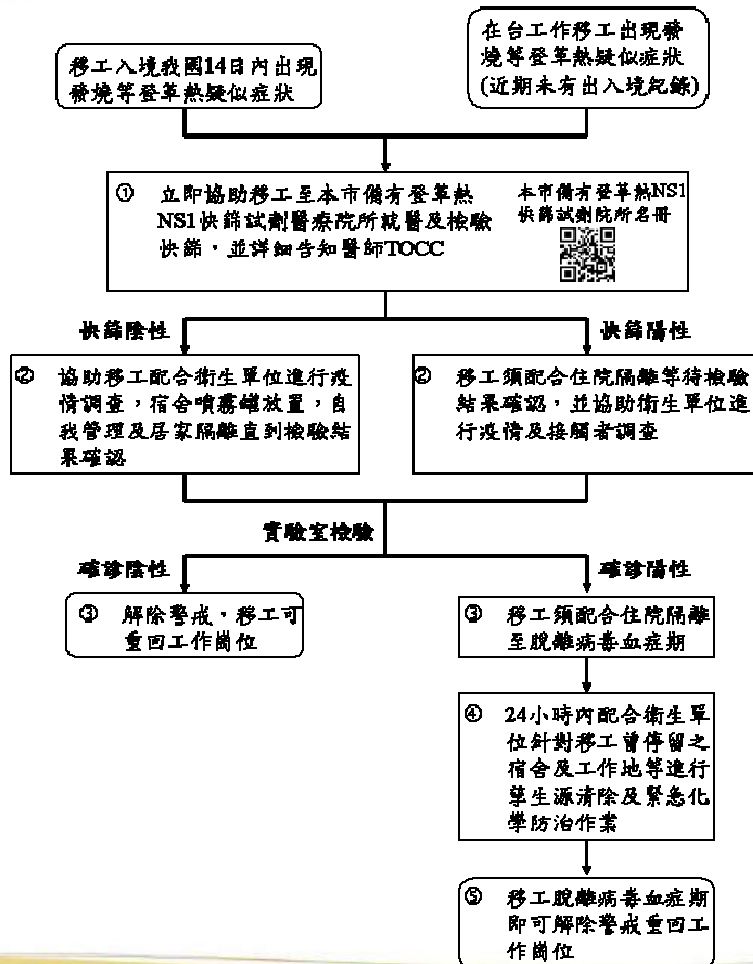 移工入境我國14日內出現
發燒等登革熱疑似症狀
在台工作移工出現發
燒等登革熱疑似症狀
(近期未有出入境紀錄)
① 立即協助移工至本市備有登革熱
NS1快篩試劑醫療院所就醫及檢驗
快篩，並詳細告知醫師TOCC
本市備有登革熱NS1
快篩試劑院所名冊
快篩陰性
快篩陽性
② 協助移工配合衛生單位進行疫
情調查，宿舍噴霧罐放置，自
我管理及居家隔離直到檢驗結
果確認
② 移工須配合住院隔離等待檢驗
結果確認，並協助衛生單位進
行疫情及接觸者調查
實驗室檢驗
確診陰性
確診陽性
③ 解除警戒，移工可
重回工作崗位
③ 移工須配合住院隔離
至脫離病毒血症期
④ 24小時內配合衛生單
位針對移工曾停留之
宿舍及工作地等進行
孳生源清除及緊急化
學防治作業
⑤ 移工脫離病毒血症期
即可解除警戒重回工
作崗位